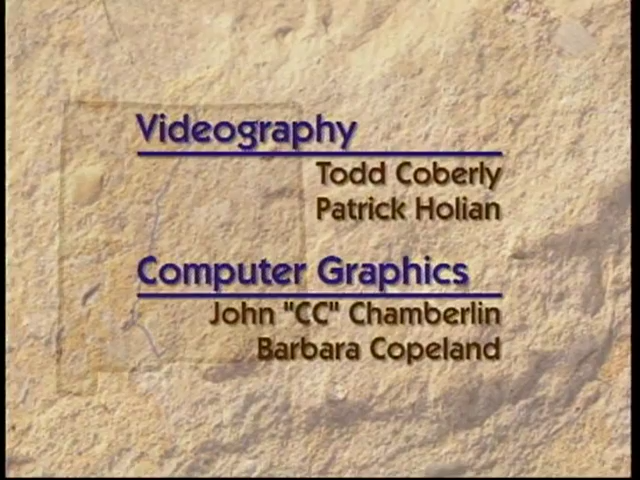 Videography
Todd Coberly
Patrick Holian
Computer Graphics
John "CC" Chamberlin
Barbara Copeland